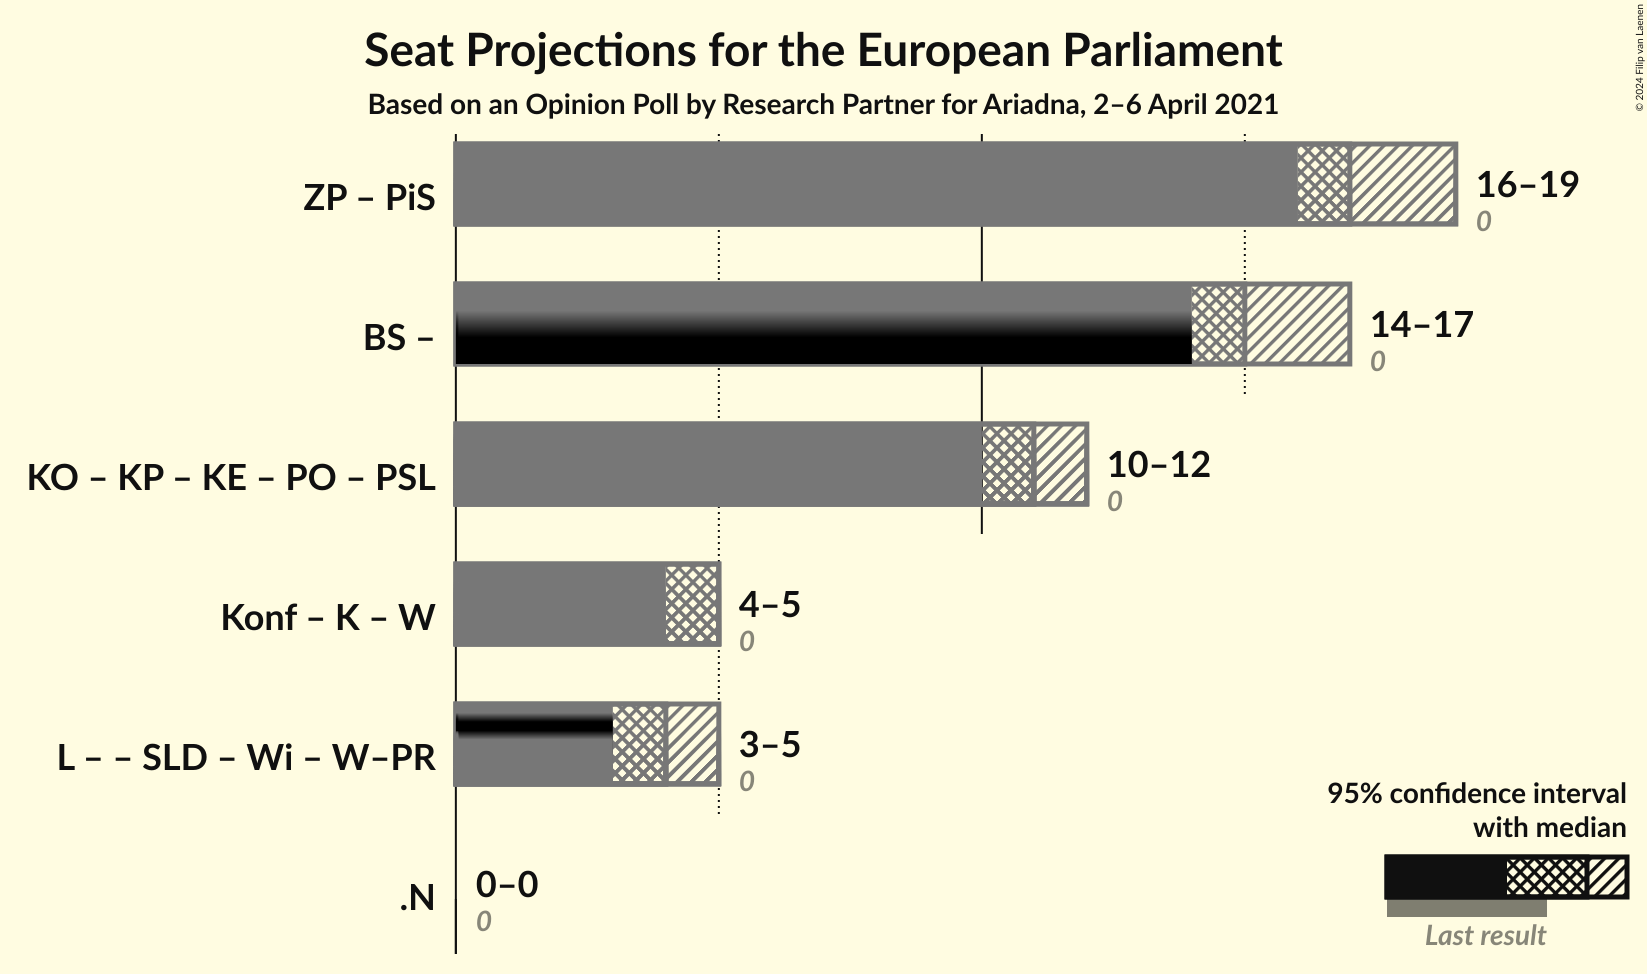 Seat Projections for the European Parliament
Based on an Opinion Poll by Research Partner for Ariadna, 2–6 April 2021
© 2024 Filip van Laenen
ZP – PiS
16–19
0
BS –
14–17
0
KO – KP – KE – PO – PSL
10–12
0
Konf – K – W
4–5
0
L – – SLD – Wi – W–PR
3–5
0
.N
0–0
0
95% confidence interval
with median
Last result